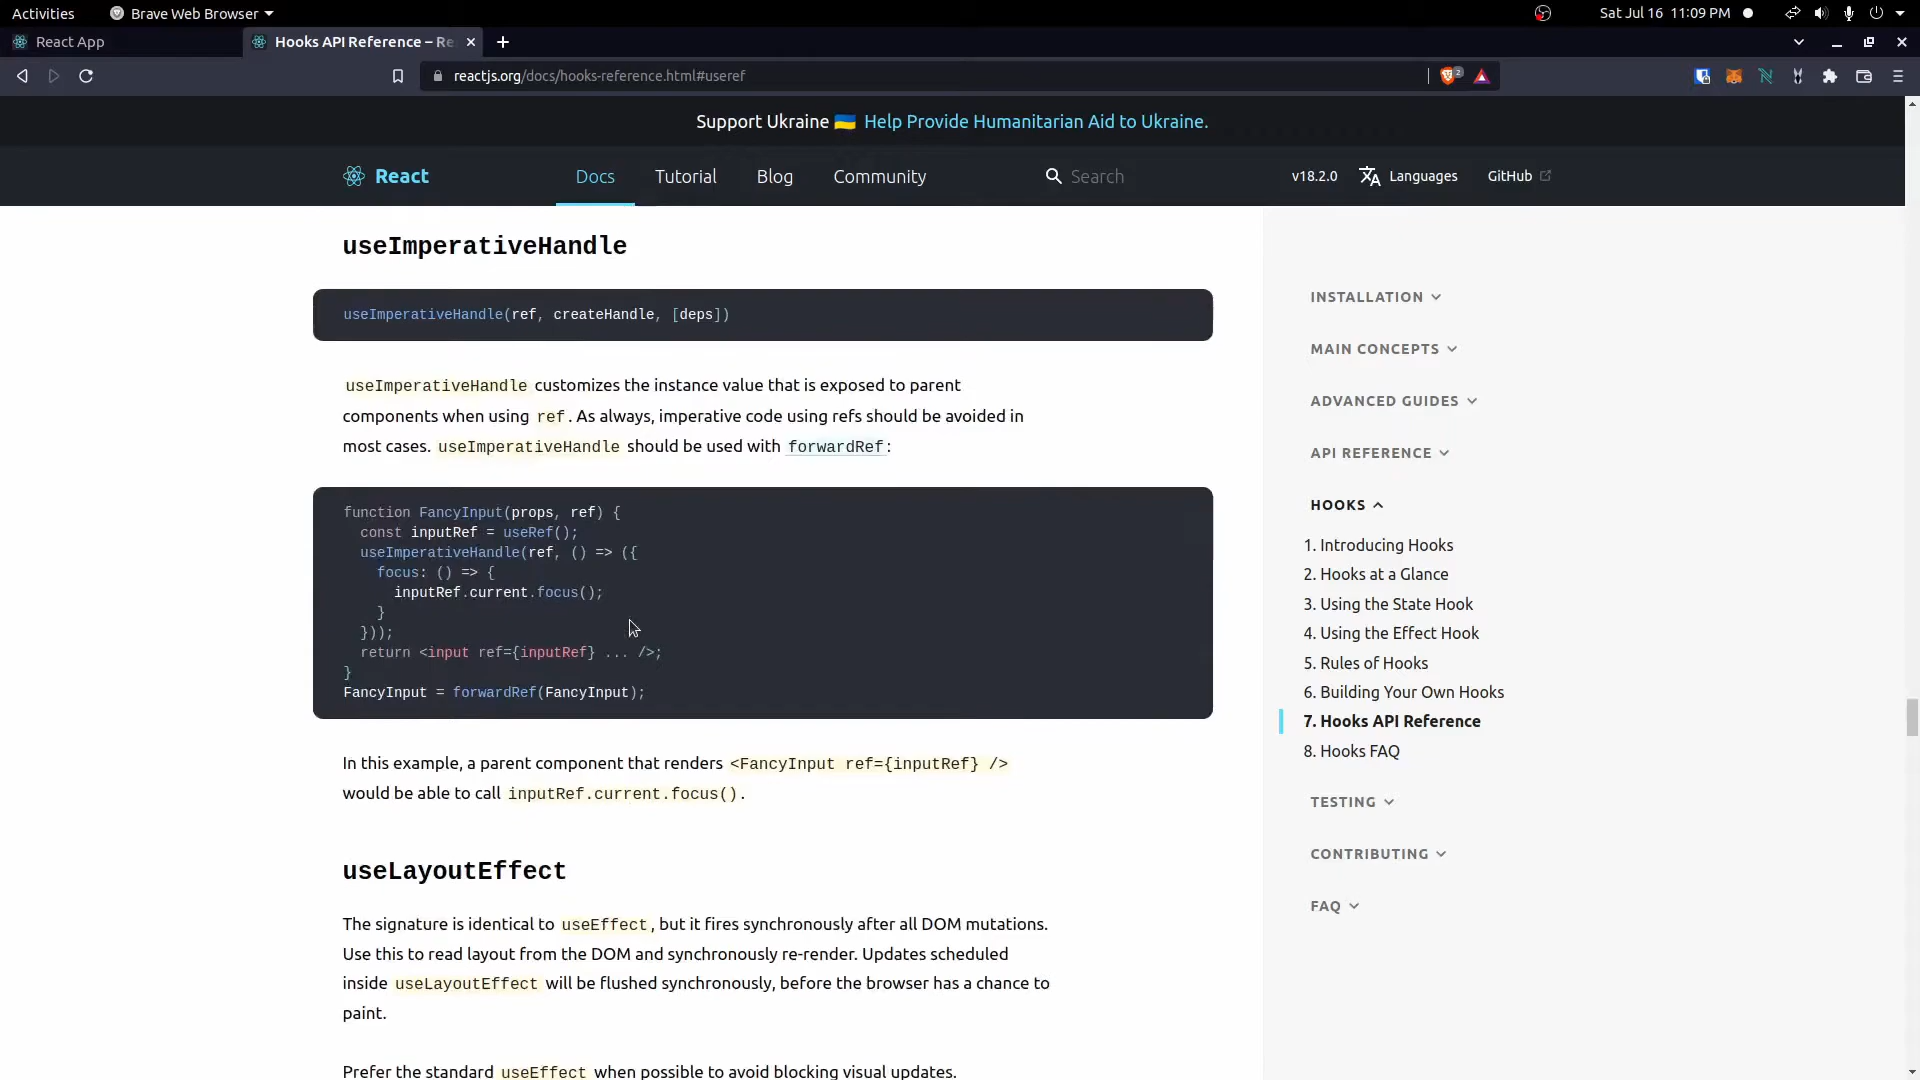 Activities Brave Web Browser Sat Jul 16 11:09 PM
React App Hooks API Reference – Re
reactjs.org/docs/hooks-reference.html#useref 2
Support Ukraine 🇺🇦 Help Provide Humanitarian Aid to Ukraine.
React Docs Tutorial Blog Community Search v18.2.0 Languages GitHub
useImperativeHandle
useImperativeHandle(ref, createHandle, [deps])
useImperativeHandle customizes the instance value that is exposed to parent
components when using ref. As always, imperative code using refs should be avoided in
most cases. useImperativeHandle should be used with forwardRef:
function FancyInput(props, ref) {
  const inputRef = useRef();
  useImperativeHandle(ref, () => ({
    focus: () => {
      inputRef.current.focus();
    }
  }));
  return <input ref={inputRef} ... />;
}
FancyInput = forwardRef(FancyInput);
In this example, a parent component that renders <FancyInput ref={inputRef} />
would be able to call inputRef.current.focus().
useLayoutEffect
The signature is identical to useEffect, but it fires synchronously after all DOM mutations.
Use this to read layout from the DOM and synchronously re-render. Updates scheduled
inside useLayoutEffect will be flushed synchronously, before the browser has a chance to
paint.
Prefer the standard useEffect when possible to avoid blocking visual updates.
INSTALLATION
MAIN CONCEPTS
ADVANCED GUIDES
API REFERENCE
HOOKS
1. Introducing Hooks
2. Hooks at a Glance
3. Using the State Hook
4. Using the Effect Hook
5. Rules of Hooks
6. Building Your Own Hooks
7. Hooks API Reference
8. Hooks FAQ
TESTING
CONTRIBUTING
FAQ